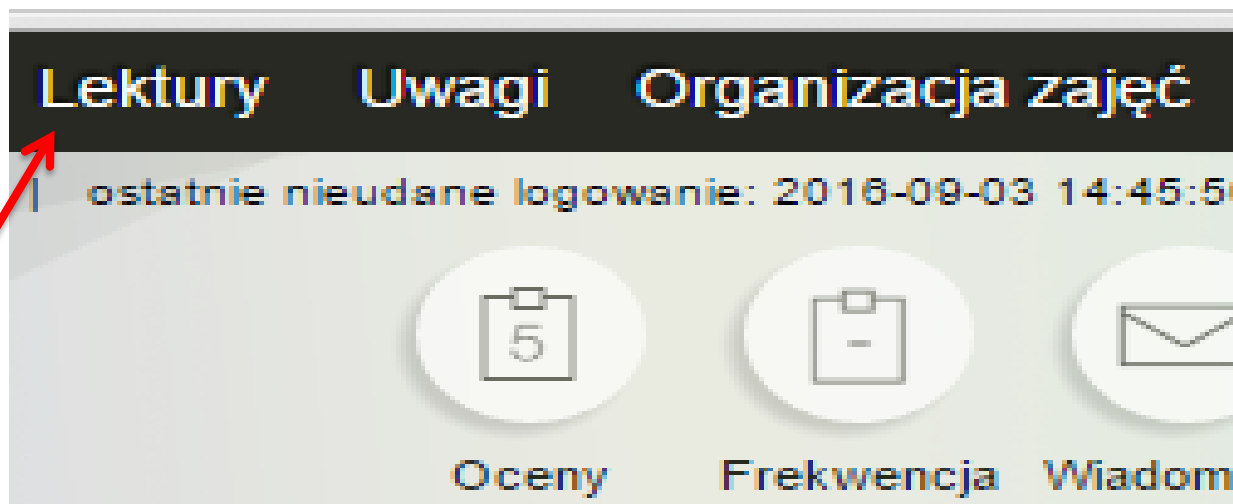 Lektury Uwagi Organizacja zajęć
| ostatnie nieudane logowanie: 2016-09-03 14:45:5
5 -
Oceny Frekwencja Wiadom